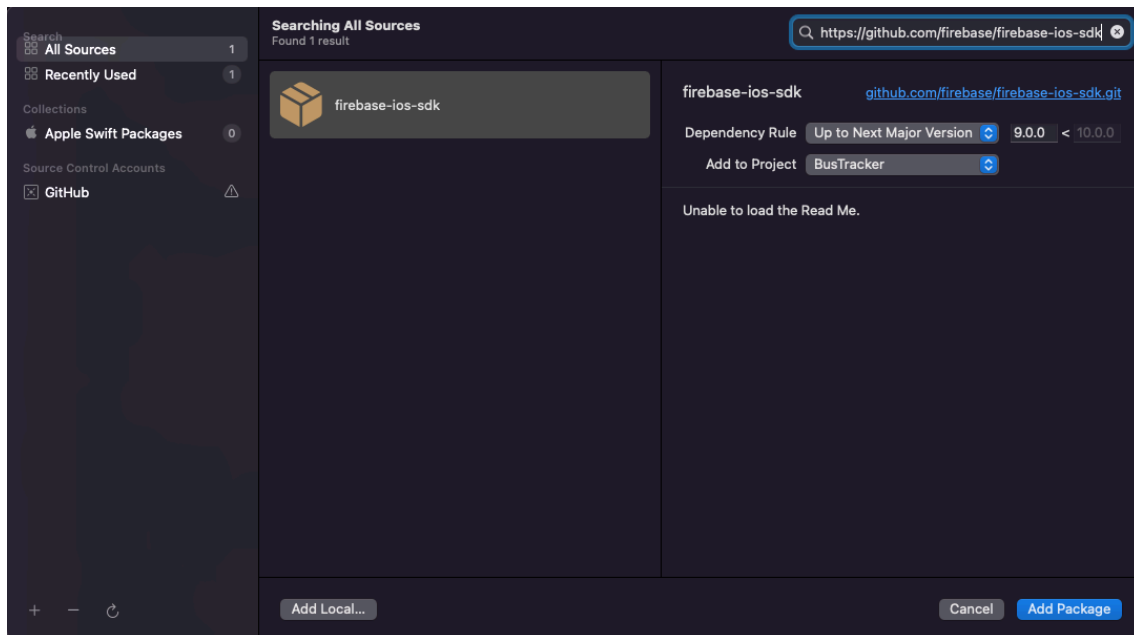 Search
All Sources 1
Recently Used 1
Collections
Apple Swift Packages 0
Source Control Accounts
GitHub
Searching All Sources
Found 1 result
https://github.com/firebase/firebase-ios-sdk
firebase-ios-sdk
firebase-ios-sdk github.com/firebase/firebase-ios-sdk.git
Dependency Rule Up to Next Major Version 9.0.0 < 10.0.0
Add to Project BusTracker
Unable to load the Read Me.
Add Local... Cancel Add Package